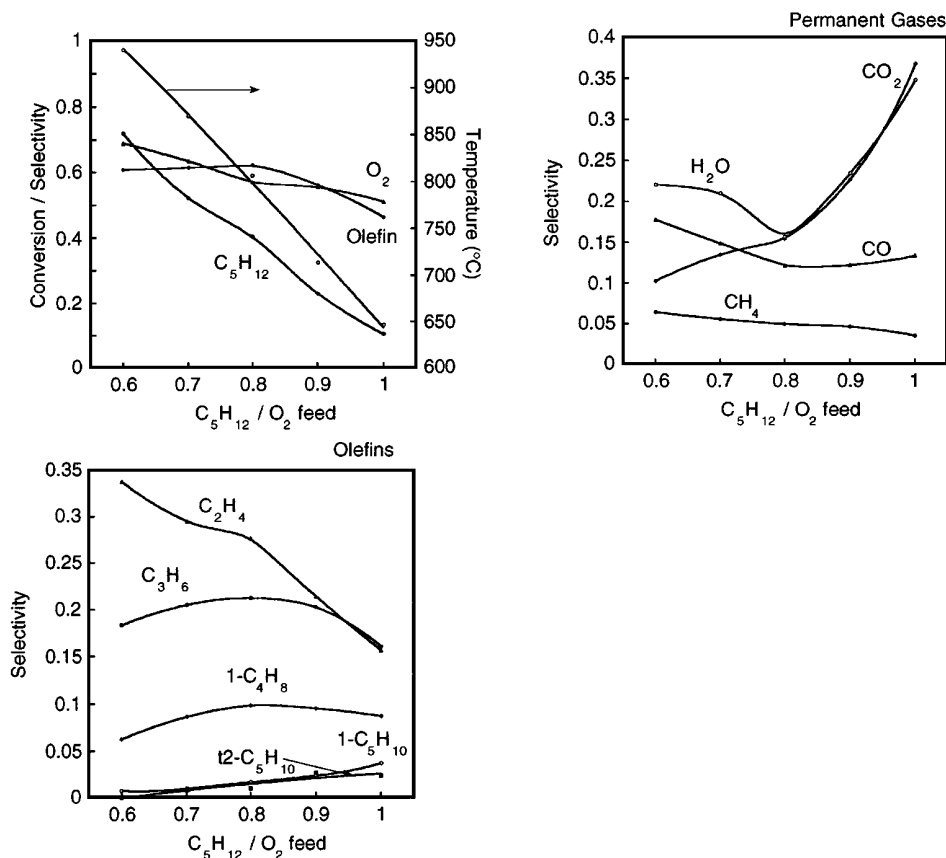 1
0.8
0.6
0.4
0.2
0
Conversion / Selectivity
950
900
850
800
750
700
650
600
Temperature (°C)
O₂
Olefin
C₅H₁₂
0.6 0.7 0.8 0.9 1
C₅H₁₂ / O₂ feed
Permanent Gases
0.4
0.35
0.3
0.25
0.2
0.15
0.1
0.05
0
Selectivity
CO₂
H₂O
CO
CH₄
0.6 0.7 0.8 0.9 1
C₅H₁₂ / O₂ feed
Olefins
0.35
0.3
0.25
0.2
0.15
0.1
0.05
0
Selectivity
C₂H₄
C₃H₆
1-C₄H₈
1-C₅H₁₀
t2-C₅H₁₀
0.6 0.7 0.8 0.9 1
C₅H₁₂ / O₂ feed